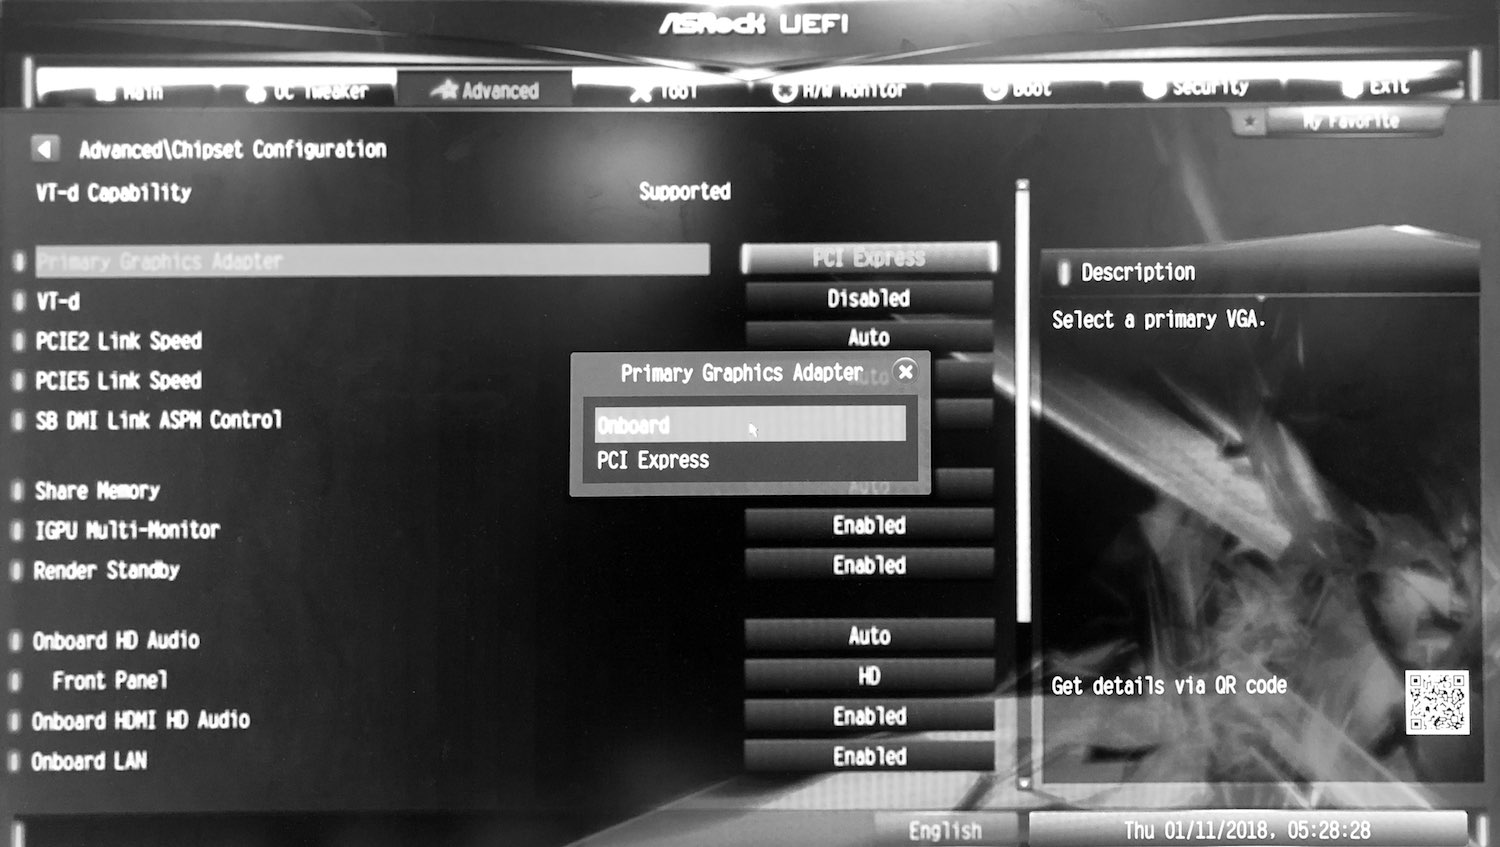 ASRock UEFI
Main OC Tweaker Advanced Tool H/W Monitor Boot Security Exit
My Favorite
Advanced\Chipset Configuration
VT-d Capability Supported
Primary Graphics Adapter PCI Express
VT-d Disabled
PCIE2 Link Speed Auto
PCIE5 Link Speed Auto
SB DMI Link ASPM Control
Share Memory Auto
IGPU Multi-Monitor Enabled
Render Standby Enabled
Onboard HD Audio Auto
Front Panel HD
Onboard HDMI HD Audio Enabled
Onboard LAN Enabled
Primary Graphics Adapter
Onboard
PCI Express
Description
Select a primary VGA.
Get details via QR code
English
Thu 01/11/2018, 05:28:28